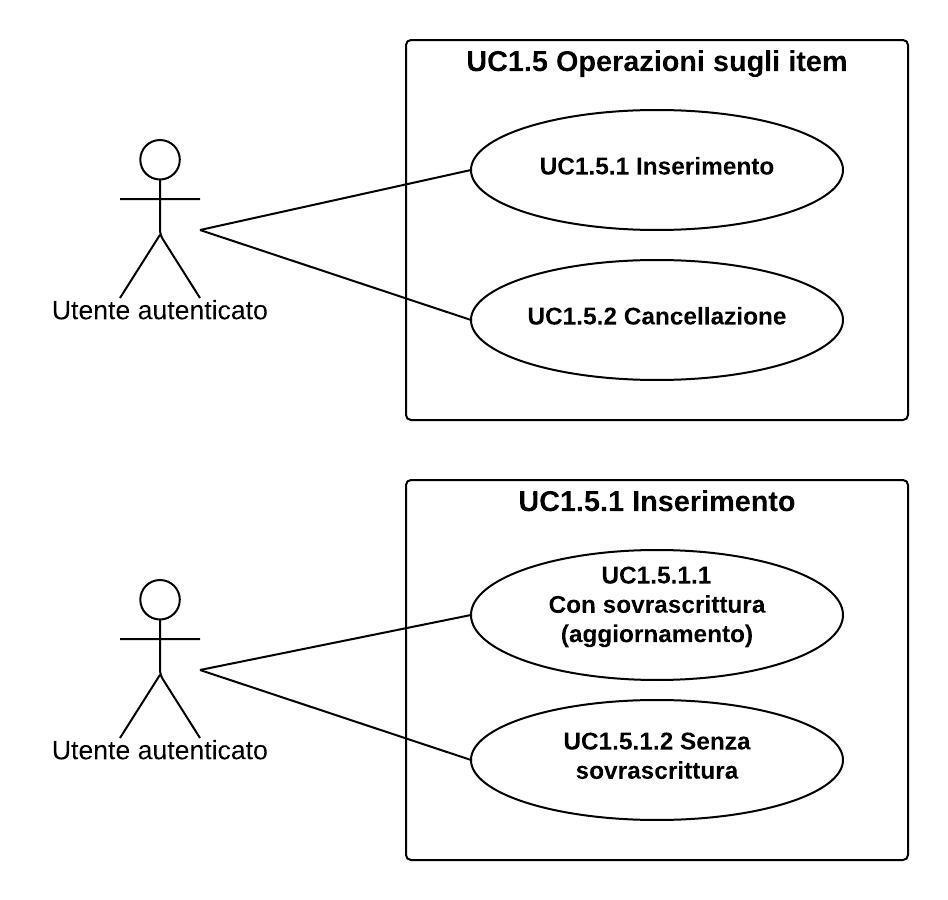 UC1.5 Operazioni sugli item
UC1.5.1 Inserimento
UC1.5.2 Cancellazione
Utente autenticato
UC1.5.1 Inserimento
UC1.5.1.1
Con sovrascrittura
(aggiornamento)
UC1.5.1.2 Senza
sovrascrittura
Utente autenticato